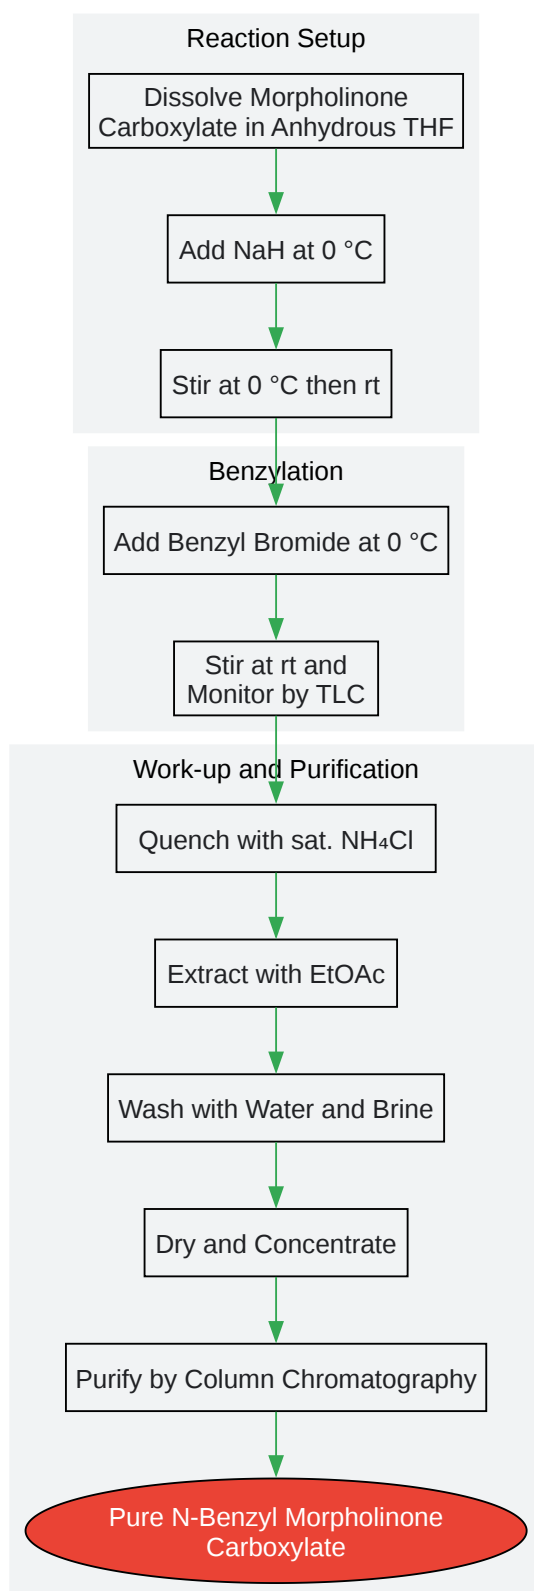 Reaction Setup
Dissolve Morpholinone
Carboxylate in Anhydrous THF
Add NaH at 0 °C
Stir at 0 °C then rt
Benzylation
Add Benzyl Bromide at 0 °C
Stir at rt and
Monitor by TLC
Work-up and Purification
Quench with sat. NH₄Cl
Extract with EtOAc
Wash with Water and Brine
Dry and Concentrate
Purify by Column Chromatography
Pure N-Benzyl Morpholinone
Carboxylate